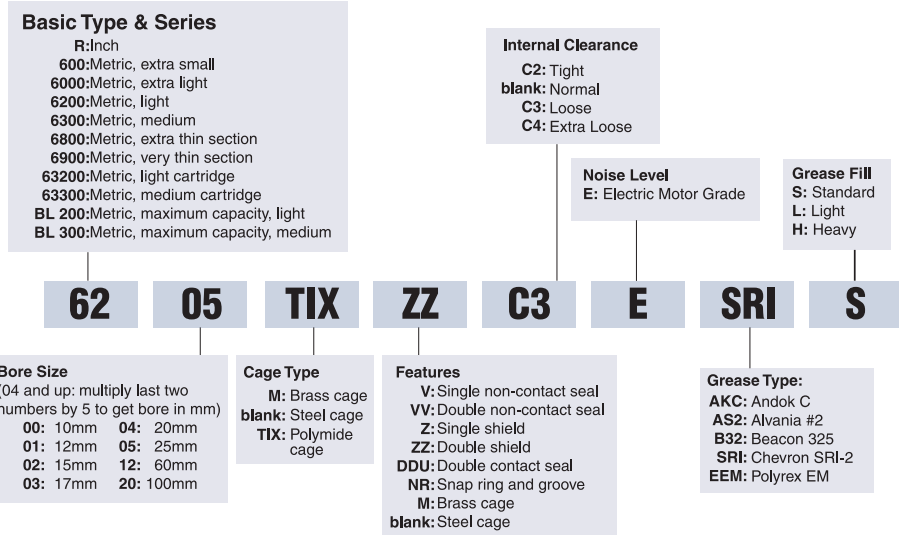 Basic Type & Series
R:Inch
600:Metric, extra small
6000:Metric, extra light
6200:Metric, light
6300:Metric, medium
6800:Metric, extra thin section
6900:Metric, very thin section
63200:Metric, light cartridge
63300:Metric, medium cartridge
BL 200:Metric, maximum capacity, light
BL 300:Metric, maximum capacity, medium
Internal Clearance
C2: Tight
blank: Normal
C3: Loose
C4: Extra Loose
Noise Level
E: Electric Motor Grade
Grease Fill
S: Standard
L: Light
H: Heavy
62 05 TIX ZZ C3 E SRI S
Bore Size
(04 and up: multiply last two
numbers by 5 to get bore in mm)
00: 10mm 04: 20mm
01: 12mm 05: 25mm
02: 15mm 12: 60mm
03: 17mm 20: 100mm
Cage Type
M: Brass cage
blank: Steel cage
TIX: Polymide
cage
Features
V: Single non-contact seal
VV: Double non-contact seal
Z: Single shield
ZZ: Double shield
DDU: Double contact seal
NR: Snap ring and groove
M: Brass cage
blank: Steel cage
Grease Type:
AKC: Andok C
AS2: Alvania #2
B32: Beacon 325
SRI: Chevron SRI-2
EEM: Polyrex EM